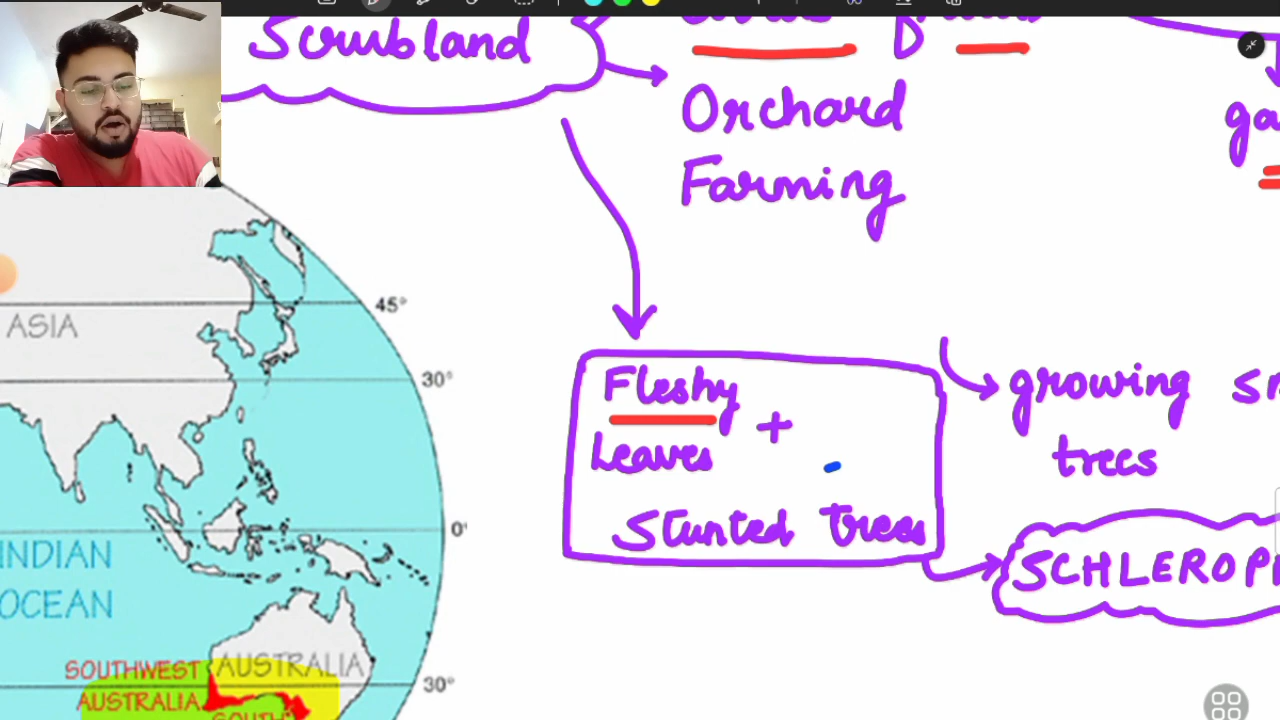 Scrubland
Orchard
Farming
45°
ASIA
30°
Fleshy
+
Leaves
growing
trees
Stunted trees
0°
INDIAN
OCEAN
SOUTHWEST
AUSTRALIA
AUSTRALIA
30°
SOUTH